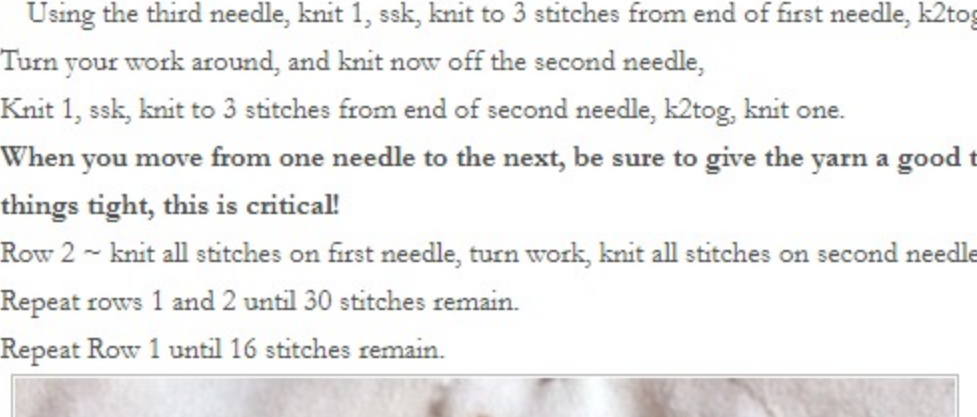 Using the third needle, knit 1, ssk, knit to 3 stitches from end of first needle,
Turn your work around, and knit now off the second needle,
Knit 1, ssk, knit to 3 stitches from end of second needle, k2tog, knit one.
When you move from one needle to the next, be sure to give the yarn a good
things tight, this is critical!
Row 2 ~ knit all stitches on first needle, turn work, knit all stitches on second needle
Repeat rows 1 and 2 until 30 stitches remain.
Repeat Row 1 until 16 stitches remain.